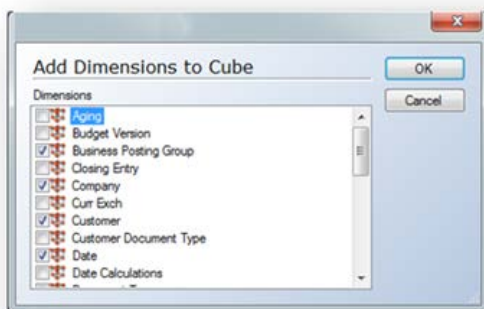 Add Dimensions to Cube
OK
Dimensions
Cancel
Aging
Budget Version
Business Posting Group
Closing Entry
Company
Curr Exch
Customer
Customer Document Type
Date
Date Calculations